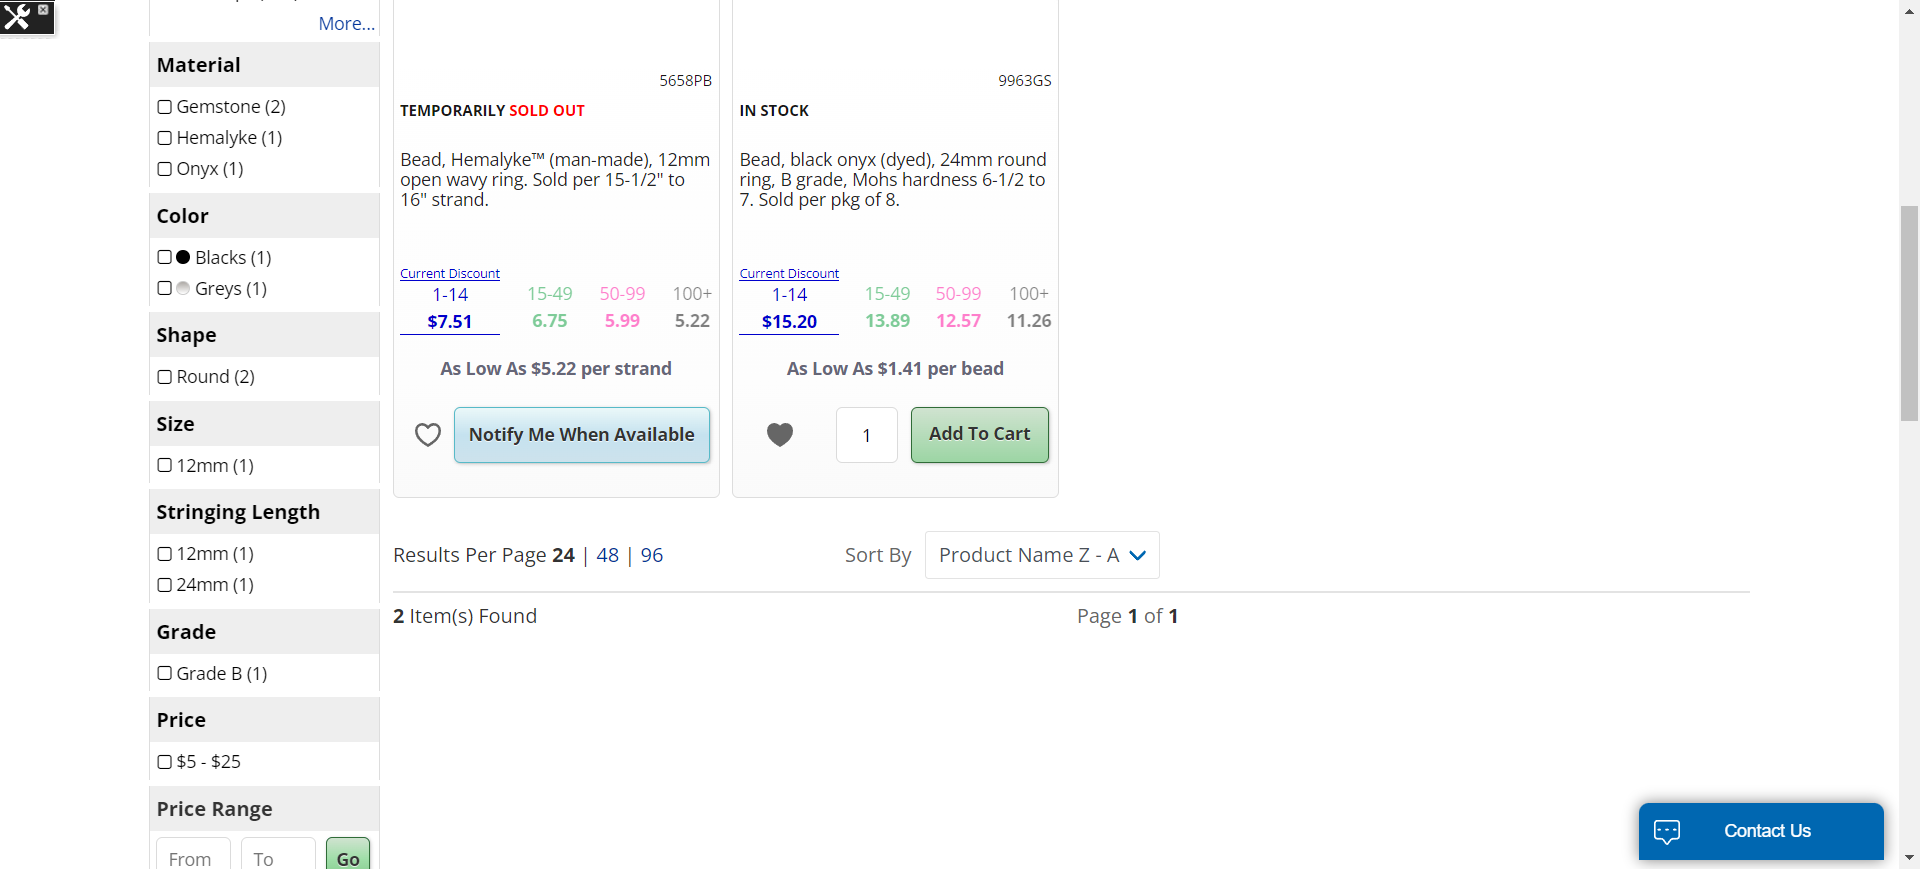 More...
Material
Gemstone (2)
Hemalyke (1)
Onyx (1)
Color
Blacks (1)
Greys (1)
Shape
Round (2)
Size
12mm (1)
Stringing Length
12mm (1)
24mm (1)
Grade
Grade B (1)
Price
$5 - $25
Price Range
From To Go
5658PB
TEMPORARILY SOLD OUT
Bead, Hemalyke™ (man-made), 12mm
open wavy ring. Sold per 15-1/2" to
16" strand.
Current Discount
1-14 15-49 50-99 100+
$7.51 6.75 5.99 5.22
As Low As $5.22 per strand
Notify Me When Available
9963GS
IN STOCK
Bead, black onyx (dyed), 24mm round
ring, B grade, Mohs hardness 6-1/2 to
7. Sold per pkg of 8.
Current Discount
1-14 15-49 50-99 100+
$15.20 13.89 12.57 11.26
As Low As $1.41 per bead
1 Add To Cart
Results Per Page 24 | 48 | 96
Sort By Product Name Z - A
2 Item(s) Found
Page 1 of 1
Contact Us